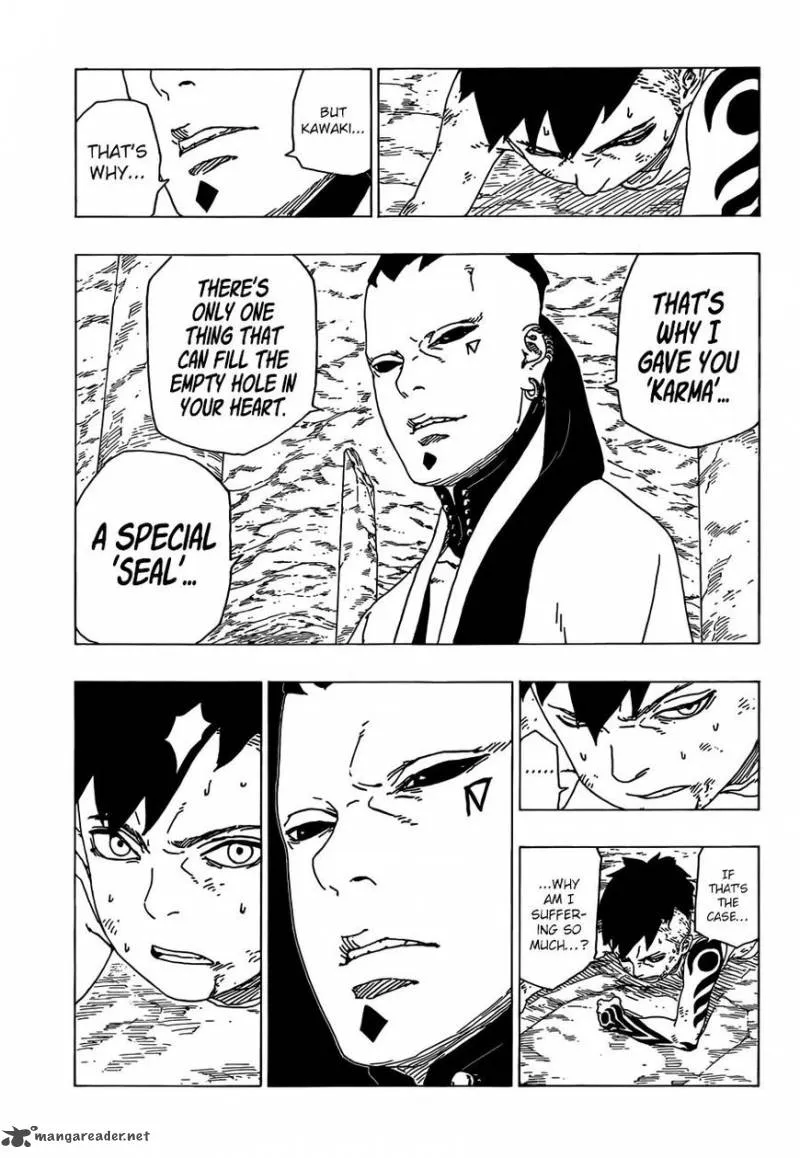 BUT
KAWAKI...
THAT'S
WHY...
THAT'S
WHY I
GAVE YOU
'KARMA'...
THERE'S
ONLY ONE
THING THAT
CAN FILL THE
EMPTY HOLE IN
YOUR HEART.
A SPECIAL
'SEAL'...
......
IF
THAT'S
THE
CASE...
...WHY
AM I
SUFFER-
ING SO
MUCH...?
mangareader.net